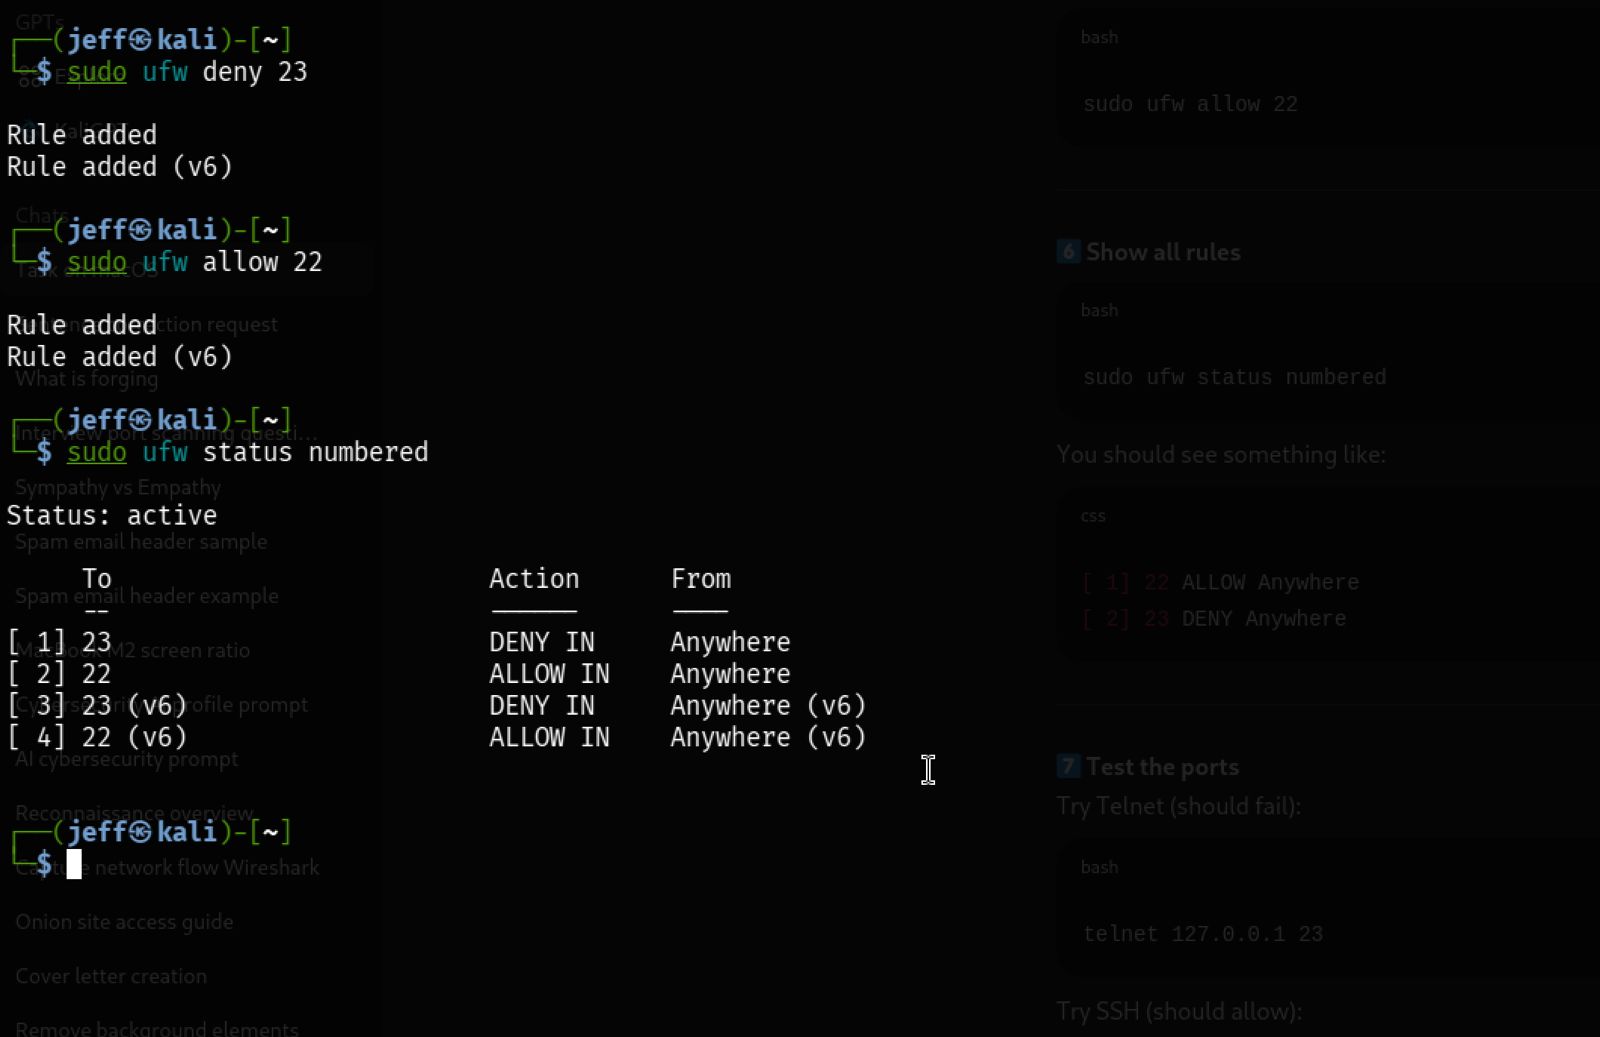 ┌──(jeff㉿kali)-[~]
└─$ sudo ufw deny 23
Rule added
Rule added (v6)
┌──(jeff㉿kali)-[~]
└─$ sudo ufw allow 22
Rule added
Rule added (v6)
┌──(jeff㉿kali)-[~]
└─$ sudo ufw status numbered
Status: active
To Action From
-- ------ ----
[ 1] 23 DENY IN Anywhere
[ 2] 22 ALLOW IN Anywhere
[ 3] 23 (v6) DENY IN Anywhere (v6)
[ 4] 22 (v6) ALLOW IN Anywhere (v6)
┌──(jeff㉿kali)-[~]
└─$
GPTs
Chats
Task on macOS
request
What is forging
Interview port scanning questi...
Sympathy vs Empathy
Spam email header sample
Spam email header example
MacBook M2 screen ratio
Cybersecurity profile prompt
AI cybersecurity prompt
Reconnaissance overview
Capture network flow Wireshark
Onion site access guide
Cover letter creation
Remove background elements
bash
sudo ufw allow 22
6 Show all rules
bash
sudo ufw status numbered
You should see something like:
css
[ 1] 22 ALLOW Anywhere
[ 2] 23 DENY Anywhere
7 Test the ports
Try Telnet (should fail):
bash
telnet 127.0.0.1 23
Try SSH (should allow):